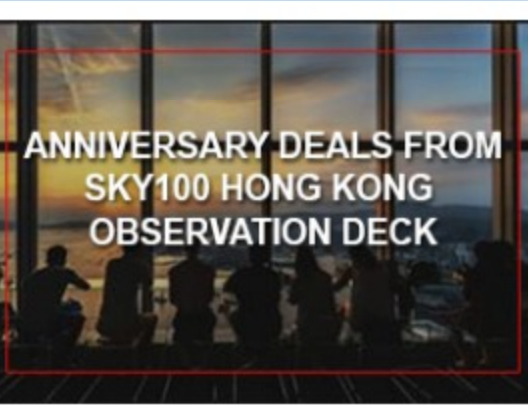 ANNIVERSARY DEALS FROM
SKY100 HONG KONG
OBSERVATION DECK